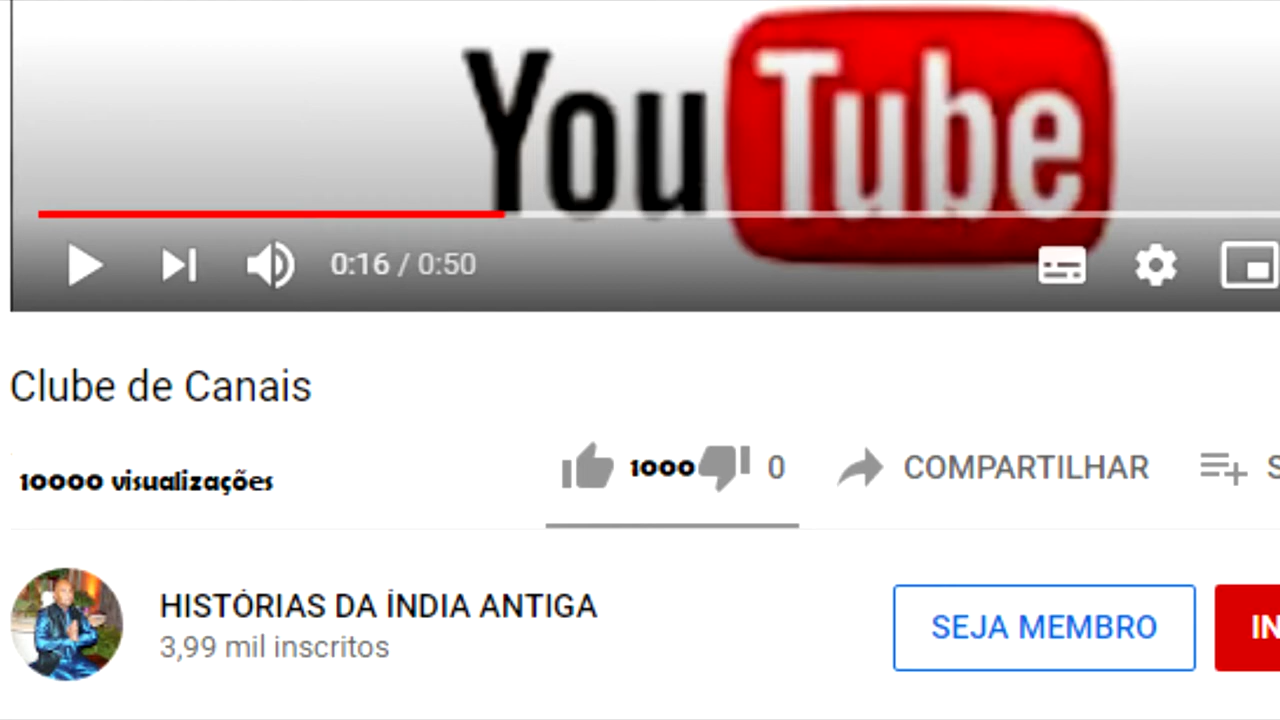 YouTube
0:16 / 0:50
Clube de Canais
10000 visualizações
1000 0 COMPARTILHAR S
HISTÓRIAS DA ÍNDIA ANTIGA
3,99 mil inscritos
SEJA MEMBRO
IN